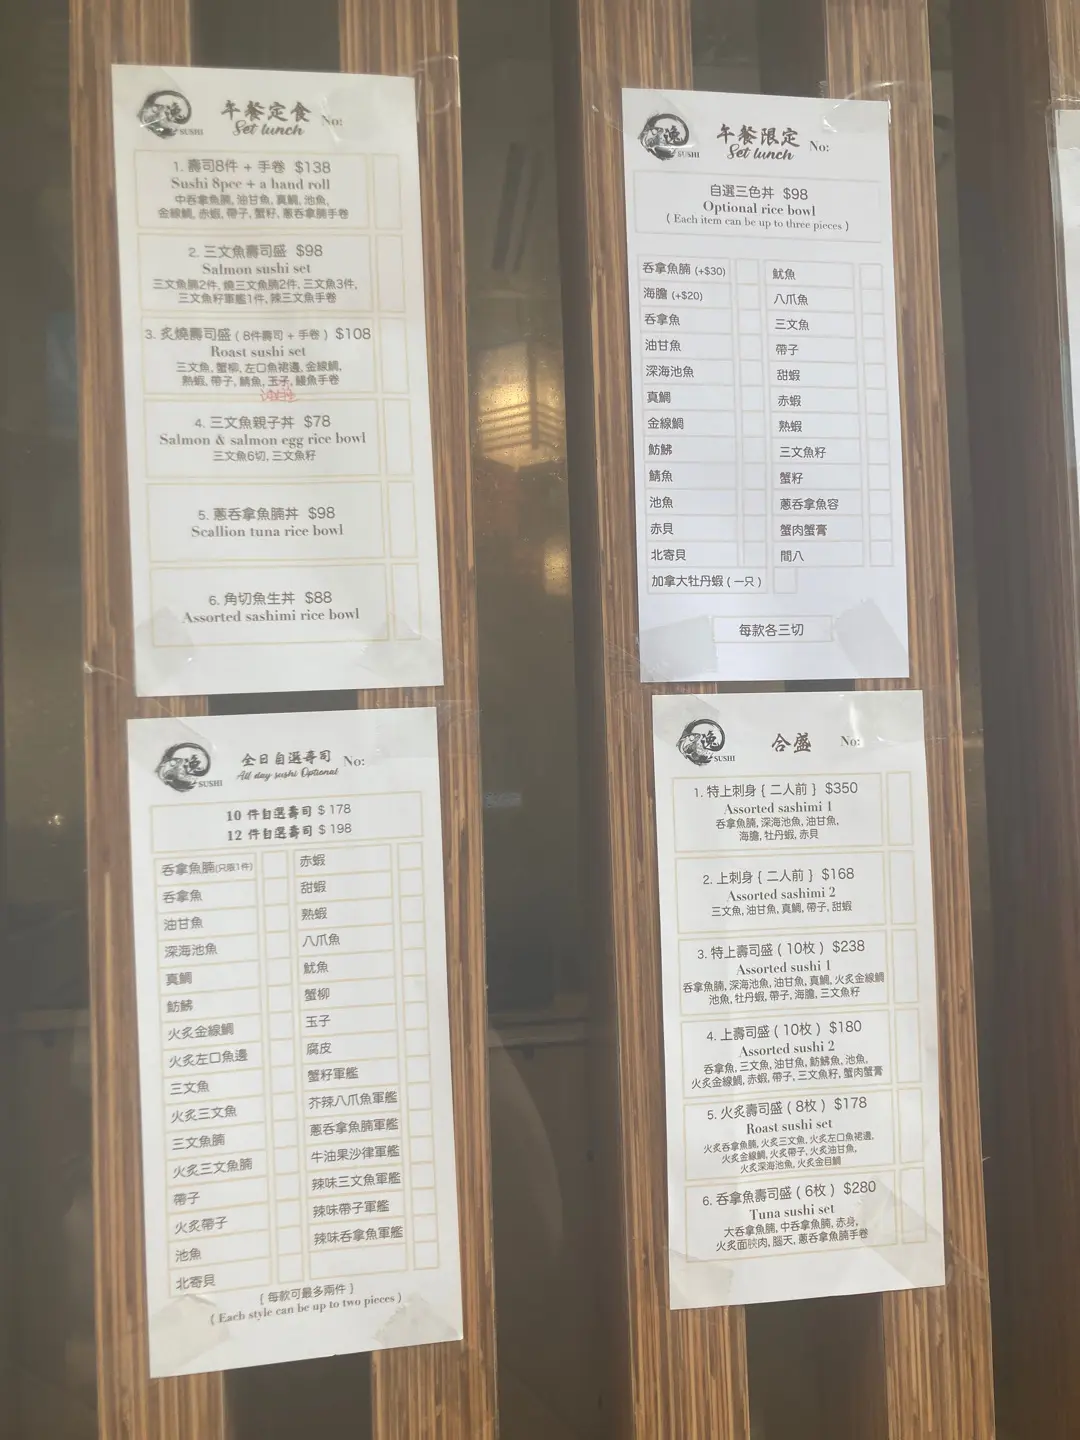 逸
SUSHI
午餐定食
Set lunch
No:
1. 壽司8件 + 手卷 $138
Sushi 8pce + a hand roll
中吞拿魚腩, 油甘魚, 真鯛, 池魚,
金線鯛, 赤蝦, 帶子, 蟹籽, 蔥吞拿腩手卷
2. 三文魚壽司盛 $98
Salmon sushi set
三文魚腩2件, 燒三文魚腩2件, 三文魚3件,
三文魚籽軍艦1件, 辣三文魚手卷
3. 炙燒壽司盛 ( 8件壽司 + 手卷 ) $108
Roast sushi set
三文魚, 蟹柳, 左口魚裙邊, 金線鯛,
熟蝦, 帶子, 鯖魚, 玉子, 鰻魚手卷
4. 三文魚親子丼 $78
Salmon & salmon egg rice bowl
三文魚6切, 三文魚籽
5. 蔥吞拿魚腩丼 $98
Scallion tuna rice bowl
6. 角切魚生丼 $88
Assorted sashimi rice bowl
逸
SUSHI
午餐限定
Set lunch
No:
自選三色丼 $98
Optional rice bowl
( Each item can be up to three pieces )
吞拿魚腩 (+$30)
海膽 (+$20)
吞拿魚
油甘魚
深海池魚
真鯛
金線鯛
魴鮄
鯖魚
池魚
赤貝
北寄貝
加拿大牡丹蝦 ( 一只 )
魷魚
八爪魚
三文魚
帶子
甜蝦
赤蝦
熟蝦
三文魚籽
蟹籽
蔥吞拿魚容
蟹肉蟹膏
間八
每款各三切
逸
SUSHI
全日自選壽司
All day sushi Optional
No:
10 件自選壽司 $ 178
12 件自選壽司 $ 198
吞拿魚腩(只限1件)
吞拿魚
油甘魚
深海池魚
真鯛
魴鮄
火炙金線鯛
火炙左口魚邊
三文魚
火炙三文魚
三文魚腩
火炙三文魚腩
帶子
火炙帶子
池魚
北寄貝
赤蝦
甜蝦
熟蝦
八爪魚
魷魚
蟹柳
玉子
腐皮
蟹籽軍艦
芥辣八爪魚軍艦
蔥吞拿魚腩軍艦
牛油果沙律軍艦
辣味三文魚軍艦
辣味帶子軍艦
辣味吞拿魚軍艦
{ 每款可最多兩件 }
( Each style can be up to two pieces )
逸
SUSHI
合盛
No:
1. 特上刺身 { 二人前 } $350
Assorted sashimi 1
吞拿魚腩, 深海池魚, 油甘魚,
海膽, 牡丹蝦, 赤貝
2. 上刺身 { 二人前 } $168
Assorted sashimi 2
三文魚, 油甘魚, 真鯛, 帶子, 甜蝦
3. 特上壽司盛 ( 10枚 ) $238
Assorted sushi 1
吞拿魚腩, 深海池魚, 油甘魚, 真鯛, 火炙金線鯛
池魚, 牡丹蝦, 帶子, 海膽, 三文魚籽
4. 上壽司盛 ( 10枚 ) $180
Assorted sushi 2
吞拿魚, 三文魚, 油甘魚, 魴鮄魚, 池魚,
火炙金線鯛, 赤蝦, 帶子, 三文魚籽, 蟹肉蟹膏
5. 火炙壽司盛 ( 8枚 ) $178
Roast sushi set
火炙吞拿魚腩, 火炙三文魚, 火炙左口魚裙邊,
火炙金線鯛, 火炙帶子, 火炙油甘魚,
火炙深海池魚, 火炙金目鯛
6. 吞拿魚壽司盛 ( 6枚 ) $280
Tuna sushi set
大吞拿魚腩, 中吞拿魚腩, 赤身,
火炙面肉, 腦天, 蔥吞拿魚腩手卷